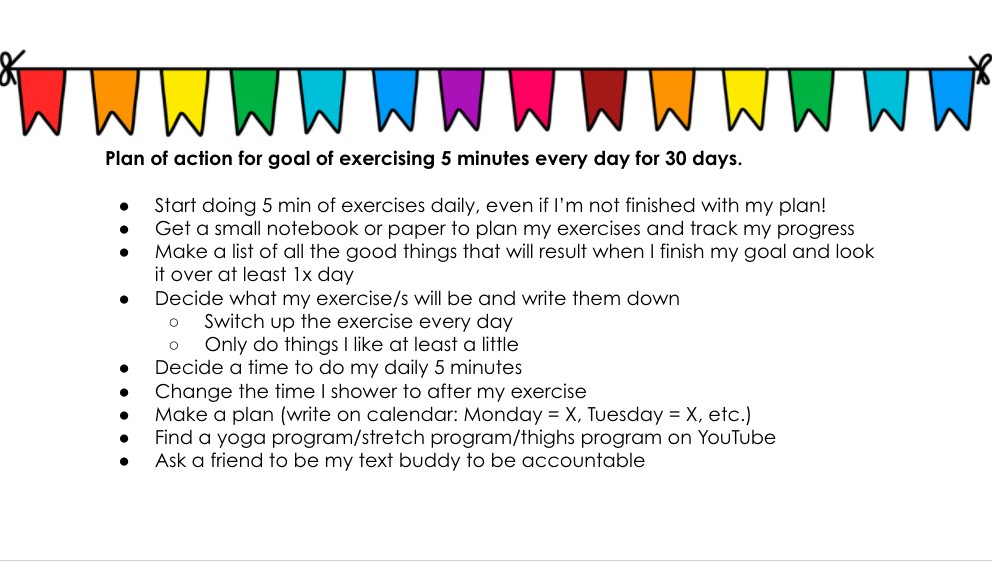 Plan of action for goal of exercising 5 minutes every day for 30 days.
● Start doing 5 min of exercises daily, even if I’m not finished with my plan!
● Get a small notebook or paper to plan my exercises and track my progress
● Make a list of all the good things that will result when I finish my goal and look
it over at least 1x day
● Decide what my exercise/s will be and write them down
○ Switch up the exercise every day
○ Only do things I like at least a little
● Decide a time to do my daily 5 minutes
● Change the time I shower to after my exercise
● Make a plan (write on calendar: Monday = X, Tuesday = X, etc.)
● Find a yoga program/stretch program/thighs program on YouTube
● Ask a friend to be my text buddy to be accountable